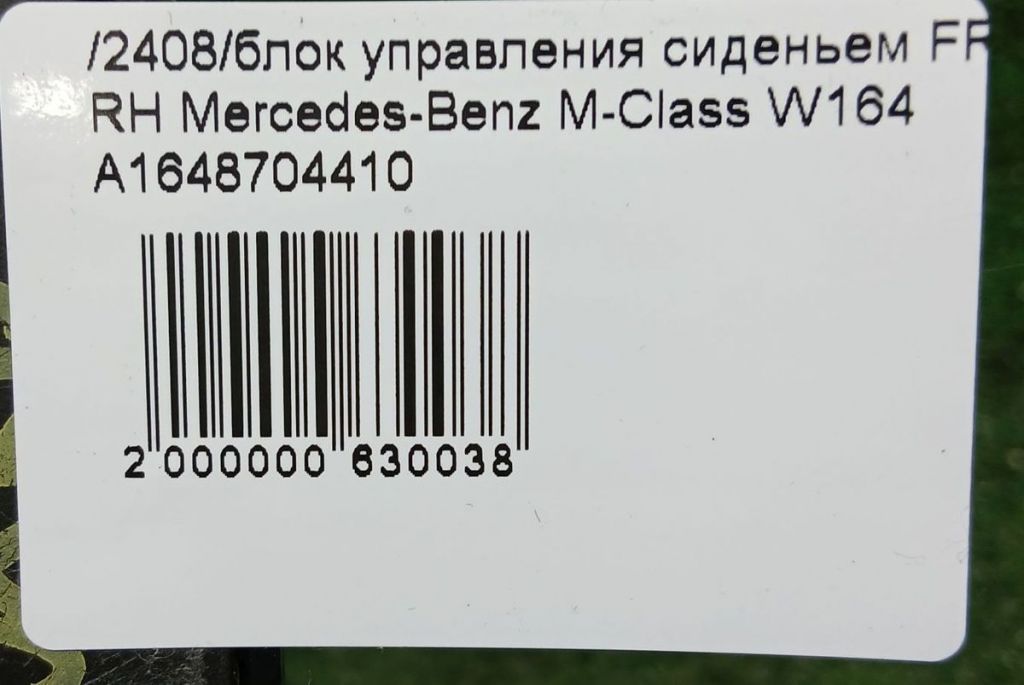 /2408/блок управления сиденьем FR
RH Mercedes-Benz M-Class W164
A1648704410
2 000000 630038